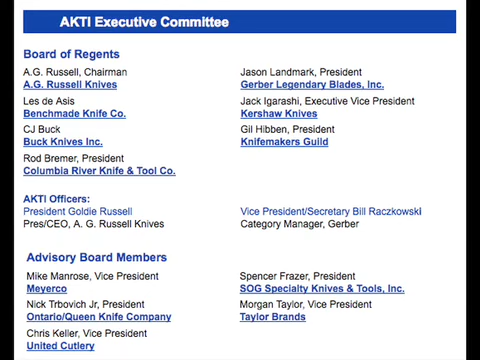 AKTI Executive Committee
Board of Regents
A.G. Russell, Chairman
A.G. Russell Knives
Les de Asis
Benchmade Knife Co.
CJ Buck
Buck Knives Inc.
Rod Bremer, President
Columbia River Knife & Tool Co.
Jason Landmark, President
Gerber Legendary Blades, Inc.
Jack Igarashi, Executive Vice President
Kershaw Knives
Gil Hibben, President
Knifemakers Guild
AKTI Officers:
President Goldie Russell
Pres/CEO, A. G. Russell Knives
Vice President/Secretary Bill Raczkowski
Category Manager, Gerber
Advisory Board Members
Mike Manrose, Vice President
Meyerco
Nick Trbovich Jr, President
Ontario/Queen Knife Company
Chris Keller, Vice President
United Cutlery
Spencer Frazer, President
SOG Specialty Knives & Tools, Inc.
Morgan Taylor, Vice President
Taylor Brands